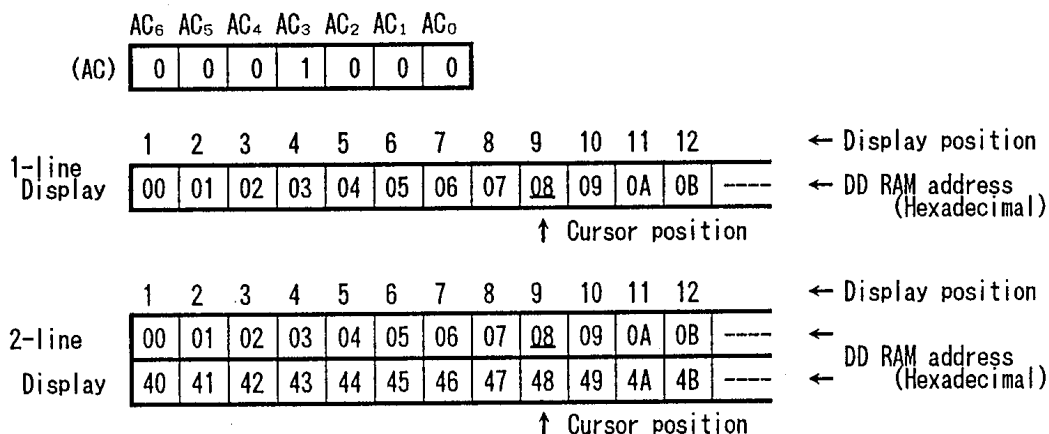 AC₆ AC₅ AC₄ AC₃ AC₂ AC₁ AC₀
(AC) 0 0 0 1 0 0 0
1 2 3 4 5 6 7 8 9 10 11 12 ← Display position
1-line
Display 00 01 02 03 04 05 06 07 08 09 0A 0B ---- ← DD RAM address
(Hexadecimal)
↑ Cursor position
1 2 3 4 5 6 7 8 9 10 11 12 ← Display position
2-line 00 01 02 03 04 05 06 07 08 09 0A 0B ---- ←
DD RAM address
Display 40 41 42 43 44 45 46 47 48 49 4A 4B ---- ← (Hexadecimal)
↑ Cursor position